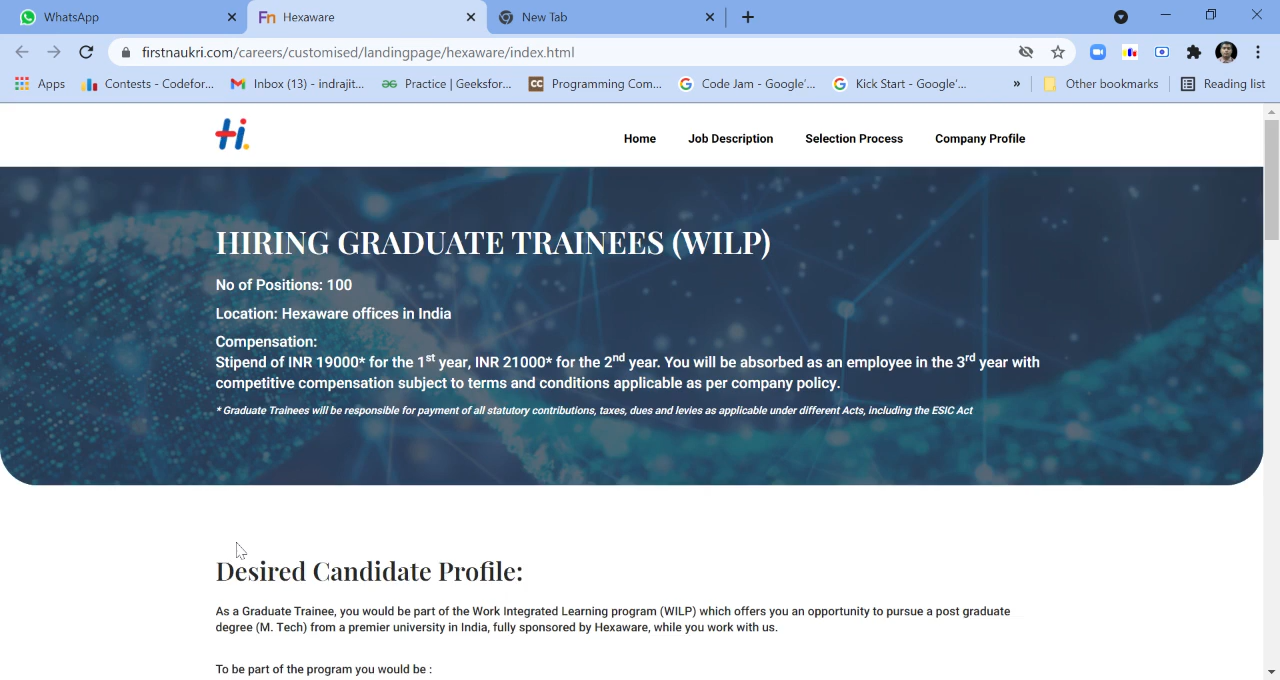 WhatsApp
Fn Hexaware
New Tab
firstnaukri.com/careers/customised/landingpage/hexaware/index.html
Apps
Contests - Codefor...
Inbox (13) - indrajit...
Practice | Geeksfor...
CC Programming Com...
Code Jam - Google'...
Kick Start - Google'...
»
Other bookmarks
Reading list
Hi.
Home
Job Description
Selection Process
Company Profile
HIRING GRADUATE TRAINEES (WILP)
No of Positions: 100
Location: Hexaware offices in India
Compensation:
Stipend of INR 19000* for the 1st year, INR 21000* for the 2nd year. You will be absorbed as an employee in the 3rd year with
competitive compensation subject to terms and conditions applicable as per company policy.
* Graduate Trainees will be responsible for payment of all statutory contributions, taxes, dues and levies as applicable under different Acts, including the ESIC Act
Desired Candidate Profile:
As a Graduate Trainee, you would be part of the Work Integrated Learning program (WILP) which offers you an opportunity to pursue a post graduate
degree (M. Tech) from a premier university in India, fully sponsored by Hexaware, while you work with us.
To be part of the program you would be :